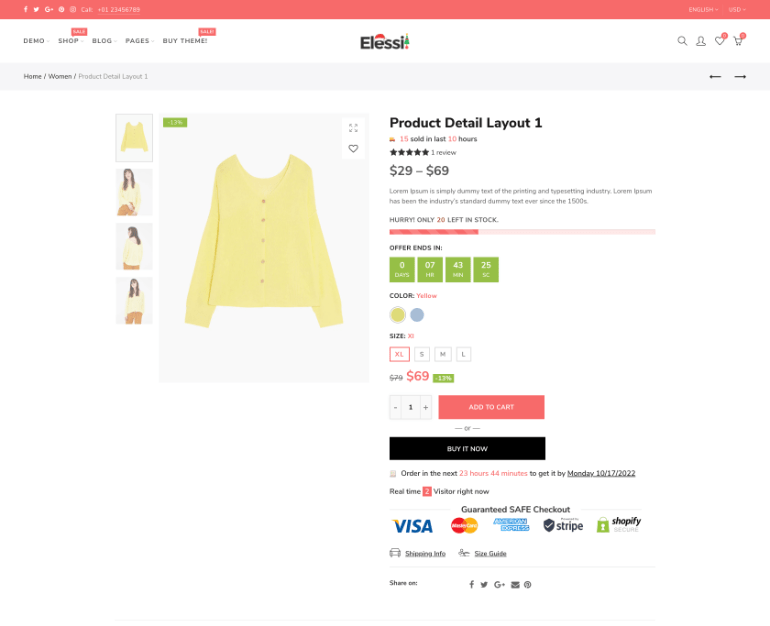 Call: +01 23456789 ENGLISH USD
SALE SALE!
DEMO SHOP BLOG PAGES BUY THEME! Elessi 0 0
Home / Women / Product Detail Layout 1
-13%
Product Detail Layout 1
15 sold in last 10 hours
1 review
$29 – $69
Lorem Ipsum is simply dummy text of the printing and typesetting industry. Lorem Ipsum
has been the industry's standard dummy text ever since the 1500s.
HURRY! ONLY 20 LEFT IN STOCK.
OFFER ENDS IN:
0 07 43 25
DAYS HR MIN SC
COLOR: Yellow
SIZE: Xl
XL S M L
$79 $69 -13%
- 1 + ADD TO CART
— or —
BUY IT NOW
Order in the next 23 hours 44 minutes to get it by Monday 10/17/2022
Real time 2 Visitor right now
Guaranteed SAFE Checkout
VISA MasterCard AMERICAN EXPRESS Powered by stripe shopify SECURE
Shipping Info Size Guide
Share on: